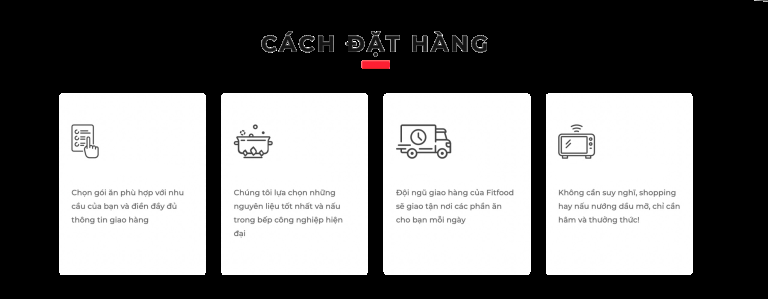 CÁCH ĐẶT HÀNG
Chọn gói ăn phù hợp với nhu
cầu của bạn và điền đầy đủ
thông tin giao hàng
Chúng tôi lựa chọn những
nguyên liệu tốt nhất và nấu
trong bếp công nghiệp hiện
đại
Đội ngũ giao hàng của Fitfood
sẽ giao tận nơi các phần ăn
cho bạn mỗi ngày
Không cần suy nghĩ, shopping
hay nấu nướng dầu mỡ, chỉ cần
hâm và thưởng thức!